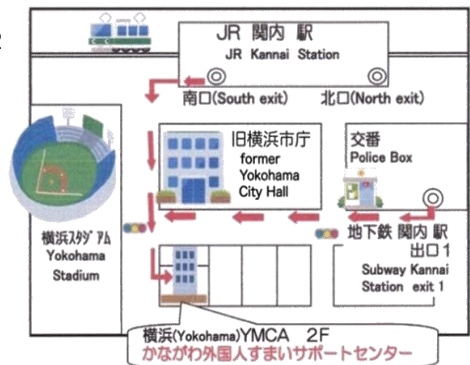 JR 関内 駅
JR Kannai Station
南口(South exit)
北口(North exit)
旧横浜市庁
former
Yokohama
City Hall
交番
Police Box
横浜スタジアム
Yokohama
Stadium
地下鉄 関内 駅
出口1
Subway Kannai
Station exit 1
横浜(Yokohama)YMCA 2F
かながわ外国人すまいサポートセンター